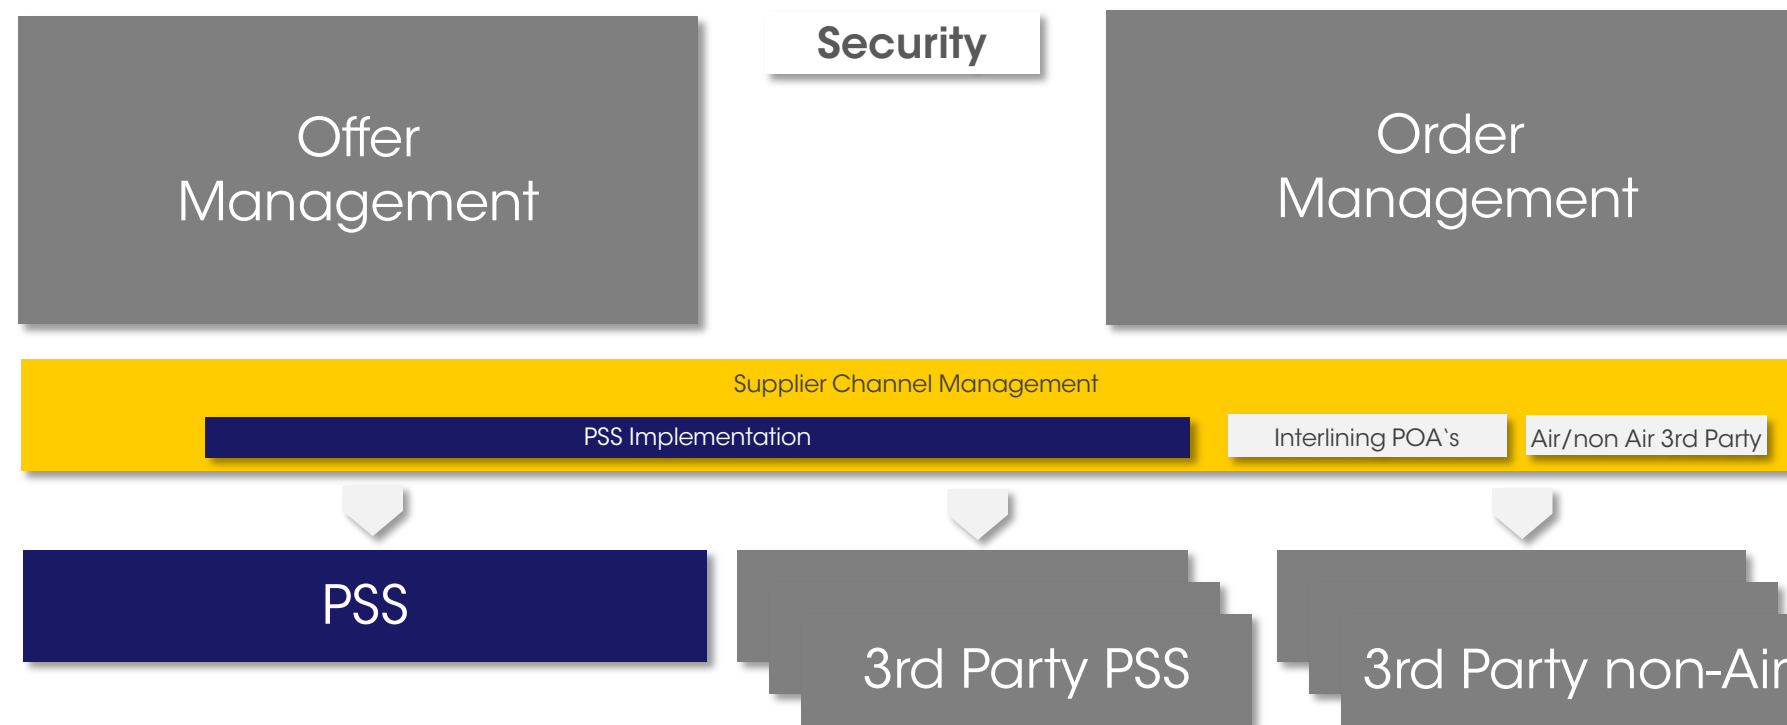 Security
Offer
Management
Order
Management
Supplier Channel Management
PSS Implementation
Interlining POA`s
Air/non Air 3rd Party
PSS
3rd Party PSS
3rd Party non-Air